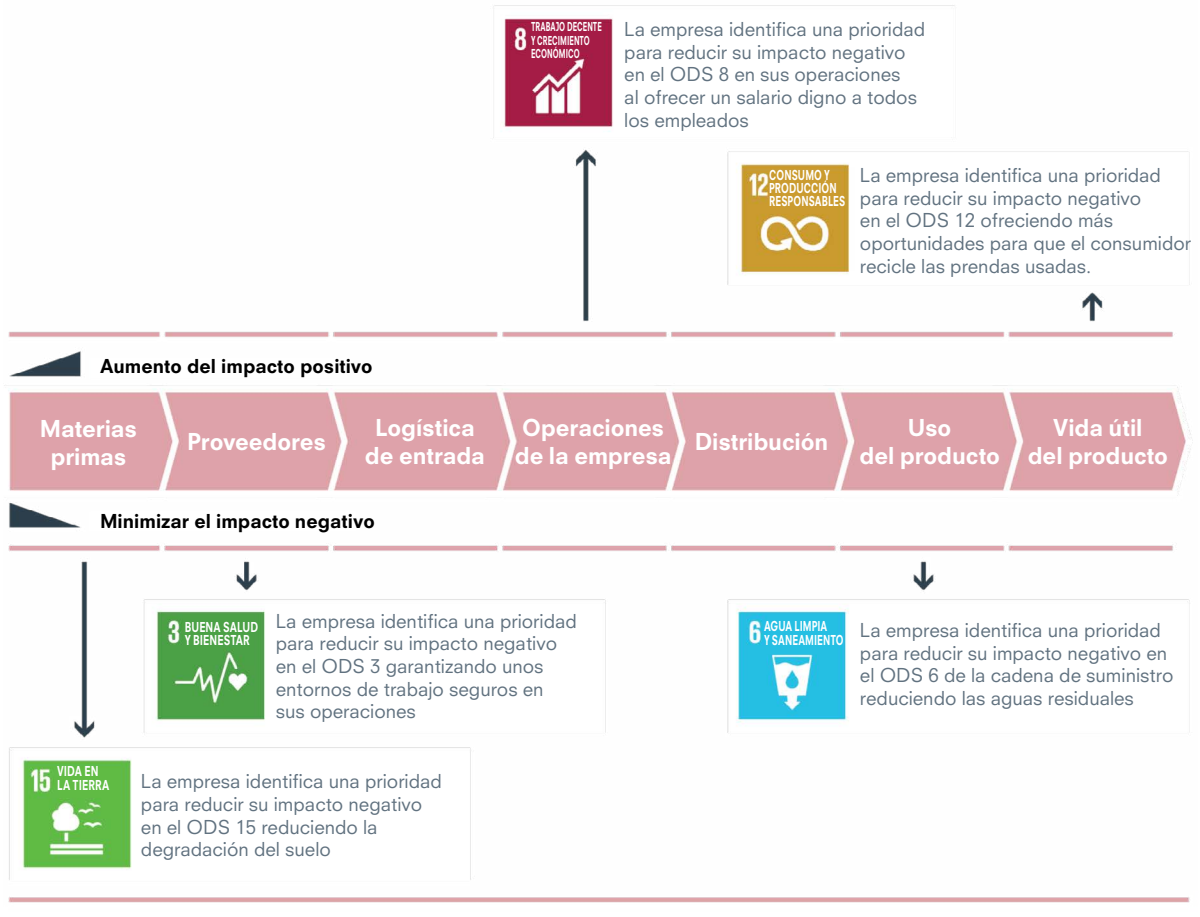 8 TRABAJO DECENTE
Y CRECIMIENTO
ECONÓMICO
La empresa identifica una prioridad
para reducir su impacto negativo
en el ODS 8 en sus operaciones
al ofrecer un salario digno a todos
los empleados
12 CONSUMO Y
PRODUCCIÓN
RESPONSABLES
La empresa identifica una prioridad
para reducir su impacto negativo
en el ODS 12 ofreciendo más
oportunidades para que el consumidor
recicle las prendas usadas.
Aumento del impacto positivo
Materias
primas
Proveedores
Logística
de entrada
Operaciones
de la empresa
Distribución
Uso
del producto
Vida útil
del producto
Minimizar el impacto negativo
3 BUENA SALUD
Y BIENESTAR
La empresa identifica una prioridad
para reducir su impacto negativo
en el ODS 3 garantizando unos
entornos de trabajo seguros en
sus operaciones
6 AGUA LIMPIA
Y SANEAMIENTO
La empresa identifica una prioridad
para reducir su impacto negativo en
el ODS 6 de la cadena de suministro
reduciendo las aguas residuales
15 VIDA EN
LA TIERRA
La empresa identifica una prioridad
para reducir su impacto negativo
en el ODS 15 reduciendo la
degradación del suelo